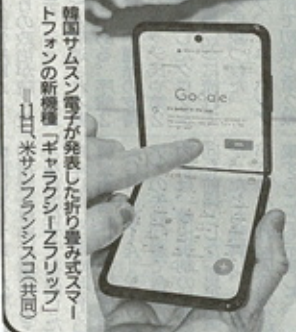 韓国サムスン電子が発表した折り畳み式スマー
トフォンの新機種「ギャラクシーZフリップ」
＝11日、米サンフランシスコ（共同）
Google